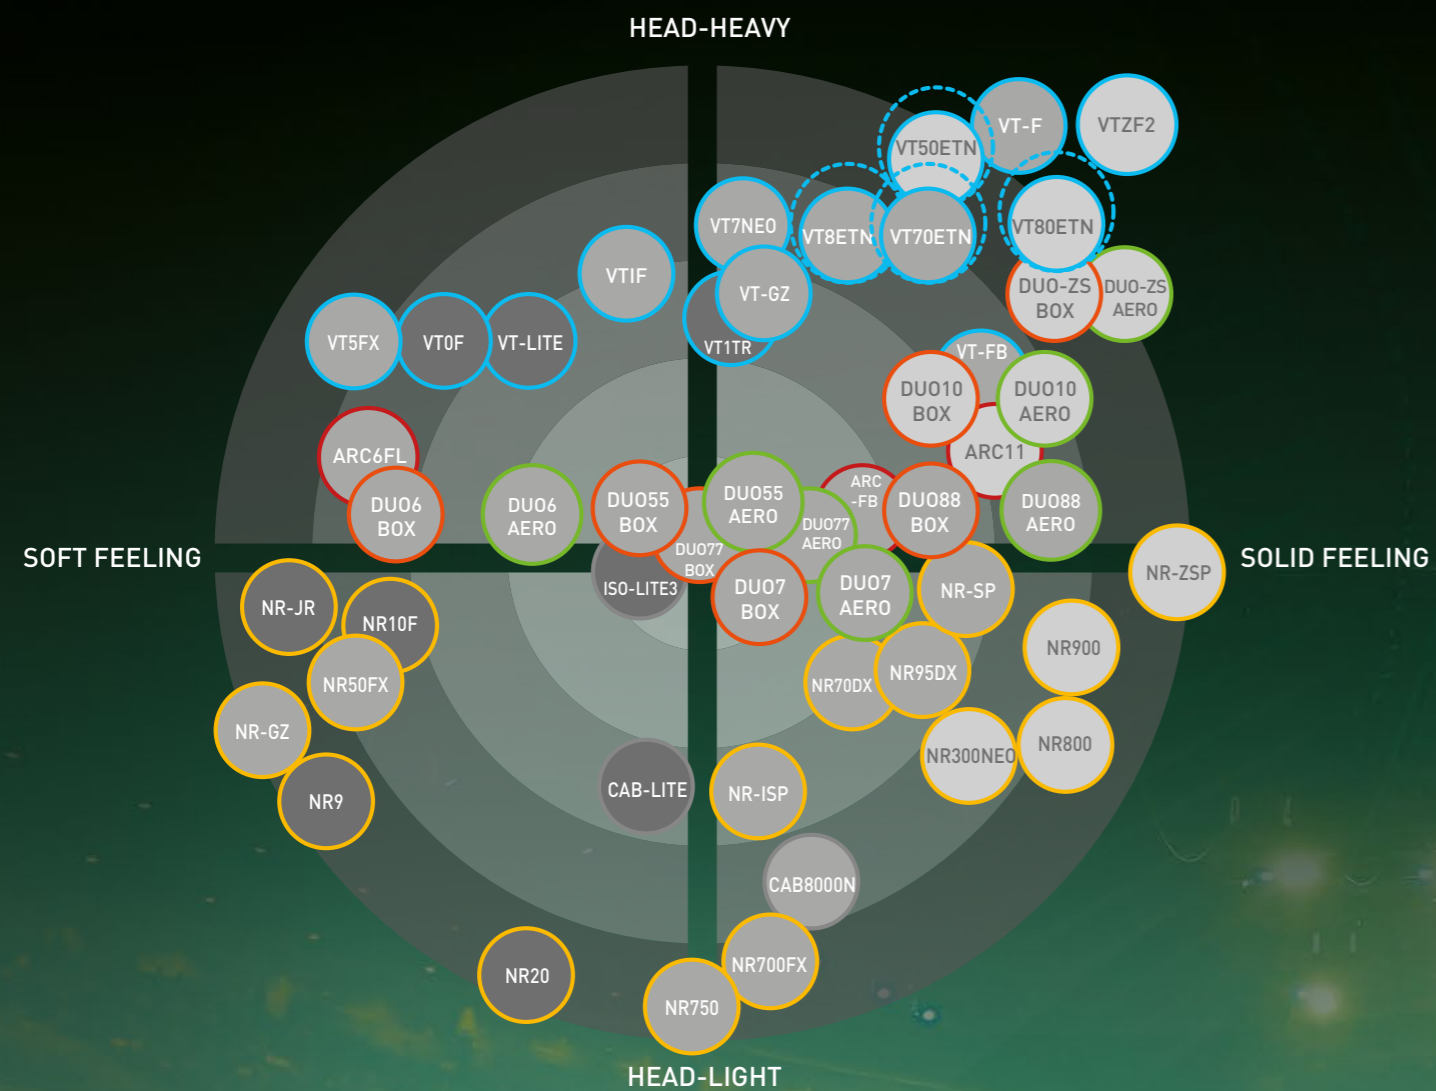 HEAD-HEAVY
VT-F
VTZF2
VT50ETN
VT7NEO
VT8ETN
VT70ETN
VT80ETN
VTIF
VT-GZ
DUO-ZS
BOX
DUO-ZS
AERO
VT5FX
VT0F
VT-LITE
VT1TR
VT-FB
DUO10
BOX
DUO10
AERO
ARC6FL
ARC11
DUO6
BOX
DUO6
AERO
DUO55
BOX
DUO55
AERO
ARC
-FB
DUO88
BOX
DUO88
AERO
DUO77
AERO
DUO77
BOX
SOFT FEELING
SOLID FEELING
ISO-LITE3
DUO7
BOX
DUO7
AERO
NR-SP
NR-ZSP
NR-JR
NR10F
NR900
NR50FX
NR70DX
NR95DX
NR-GZ
NR300NEO
NR800
NR9
CAB-LITE
NR-ISP
CAB8000N
NR20
NR700FX
NR750
HEAD-LIGHT